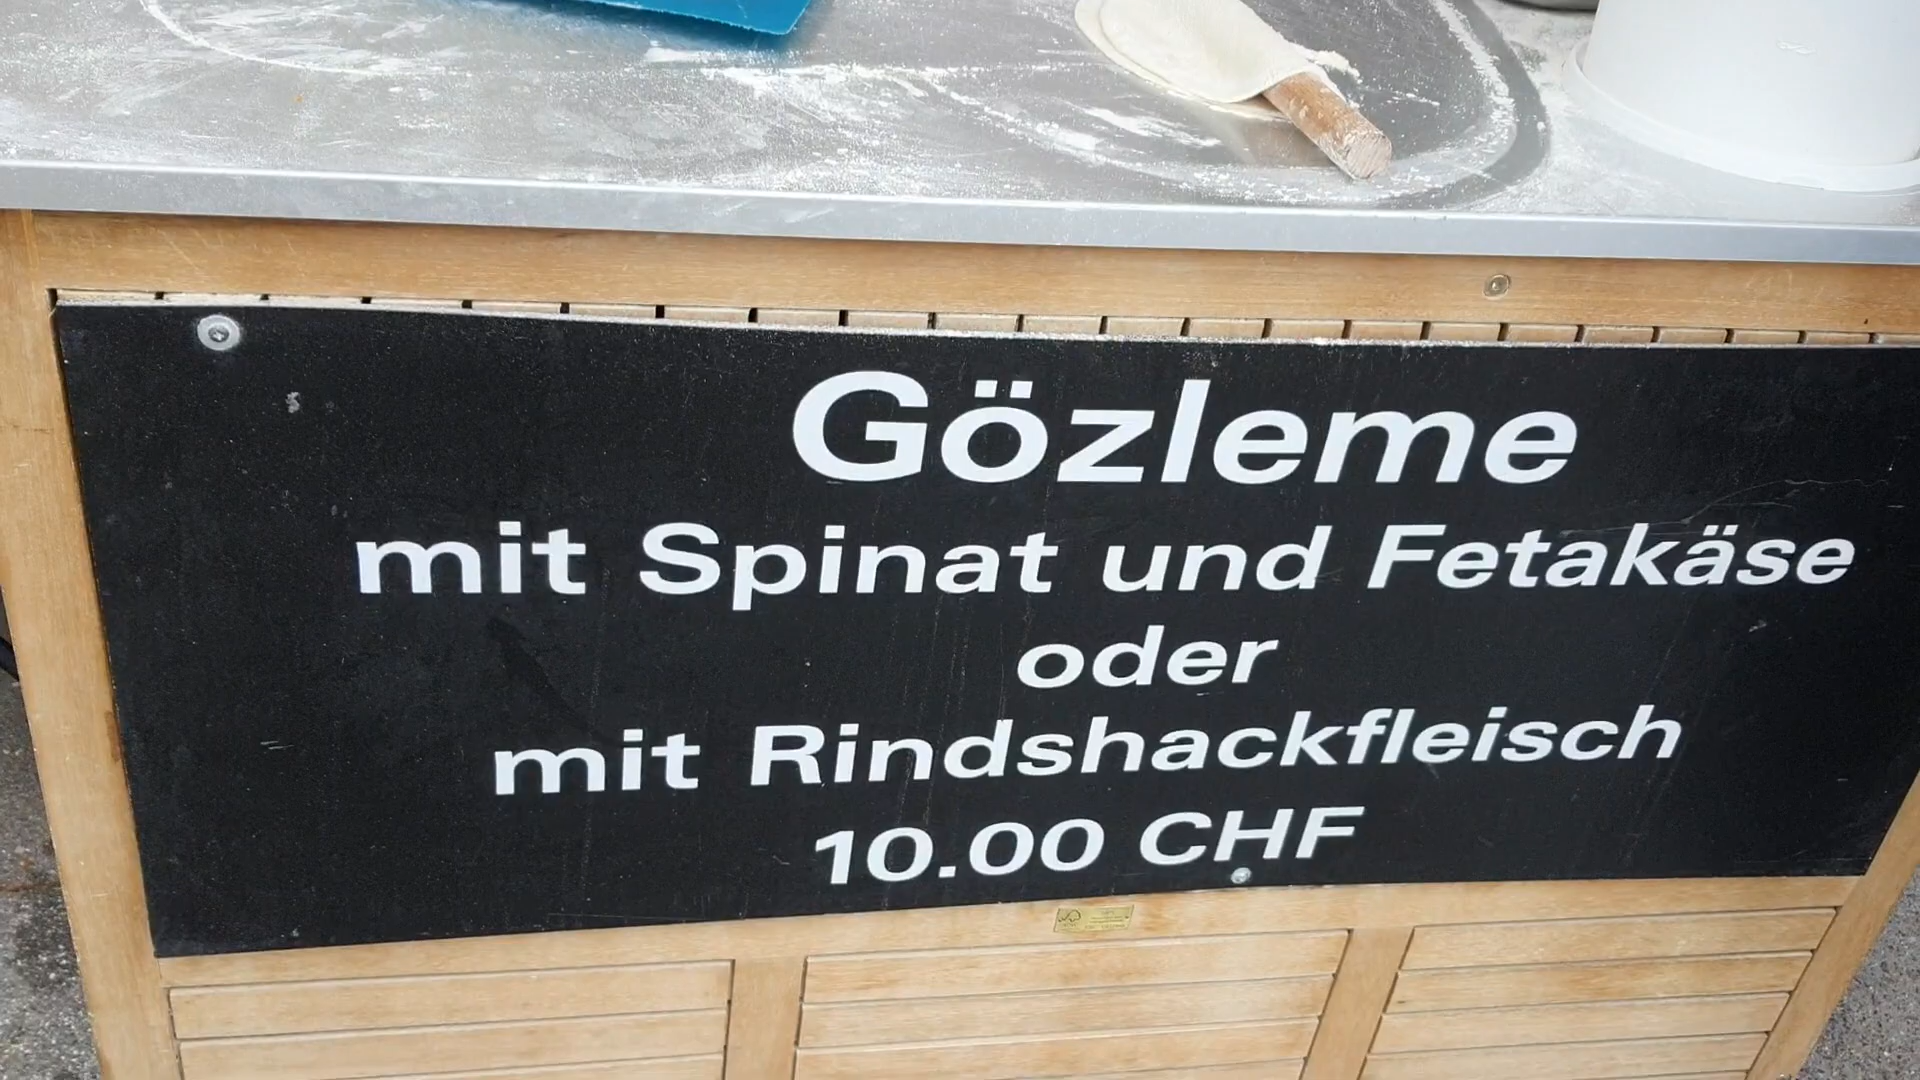 Gözleme
mit Spinat und Fetakäse
oder
mit Rindshackfleisch
10.00 CHF